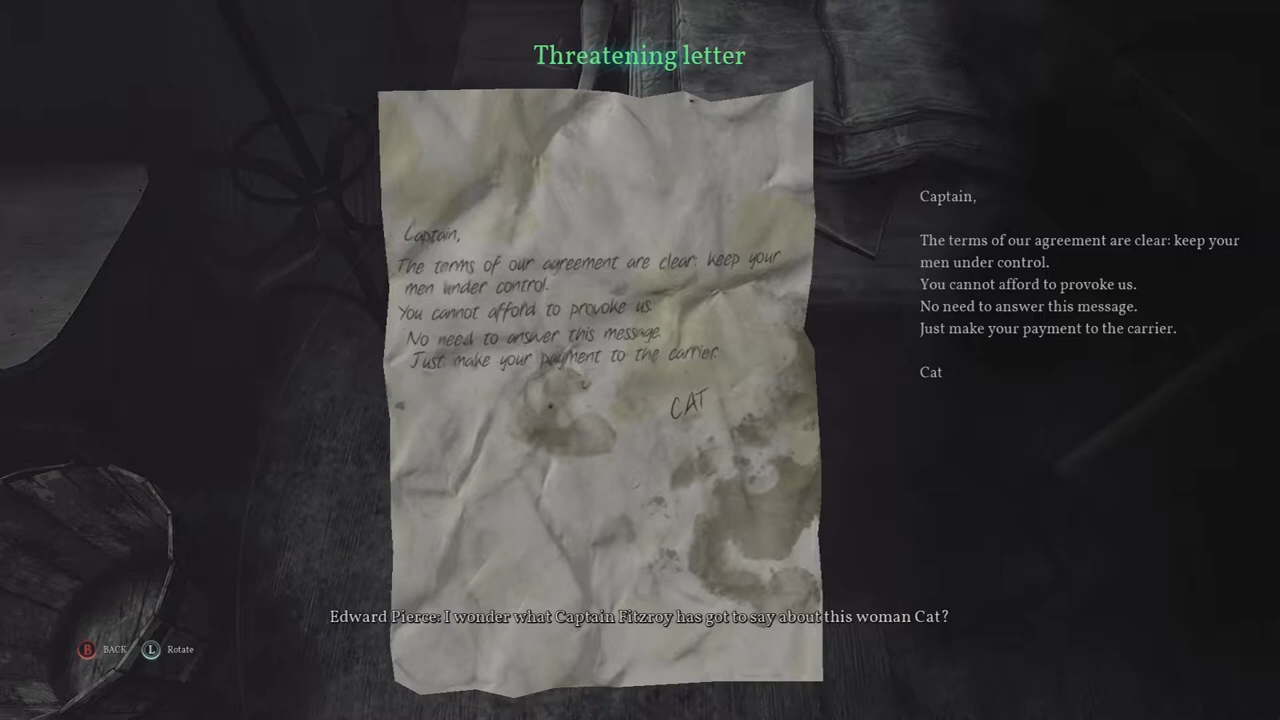 Threatening letter
Captain,
The terms of our agreement are clear: keep your
men under control.
You cannot afford to provoke us.
No need to answer this message.
Just make your payment to the carrier.
CAT
Captain,
The terms of our agreement are clear: keep your
men under control.
You cannot afford to provoke us.
No need to answer this message.
Just make your payment to the carrier.
Cat
Edward Pierce: I wonder what Captain Fitzroy has got to say about this woman Cat?
B BACK L Rotate